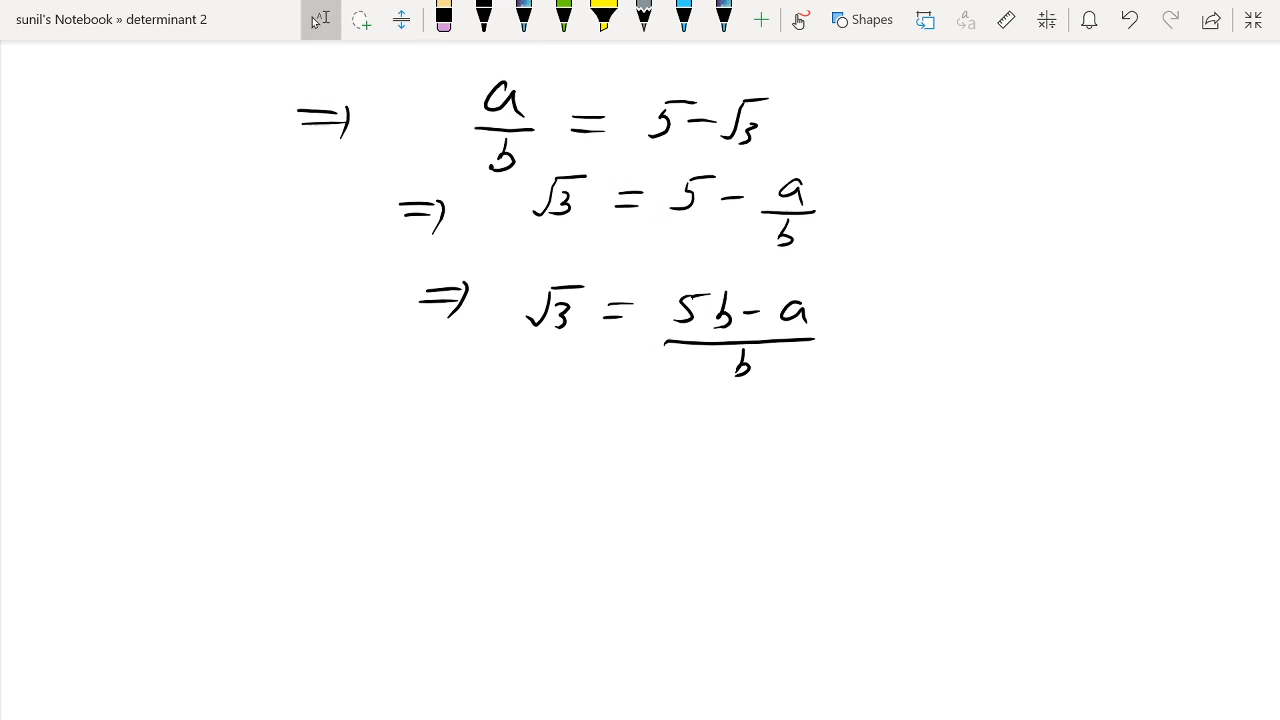 sunil's Notebook » determinant 2
Shapes
⇒ a/b = 5-√3
⇒ √3 = 5 - a/b
⇒ √3 = 5b - a/b